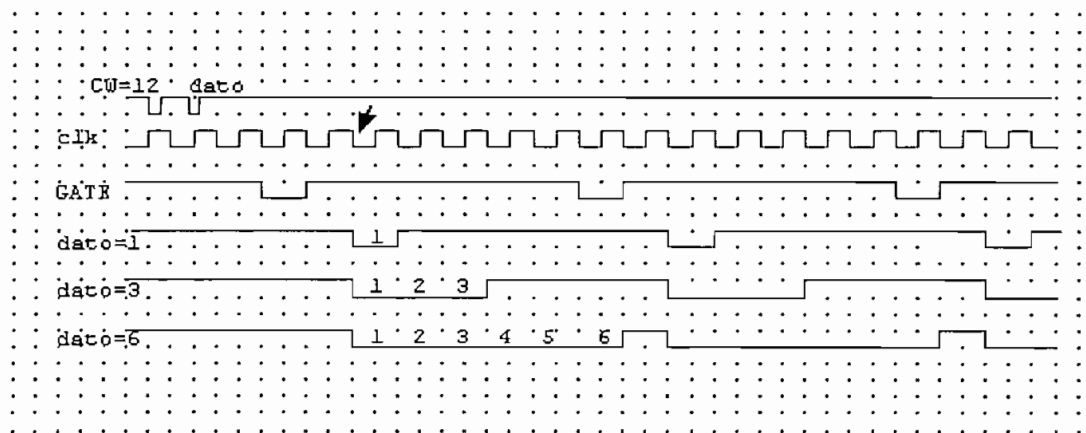 CW=12 dato
clk
GATE
dato=1 1
dato=3 1 2 3
dato=6 1 2 3 4 5 6